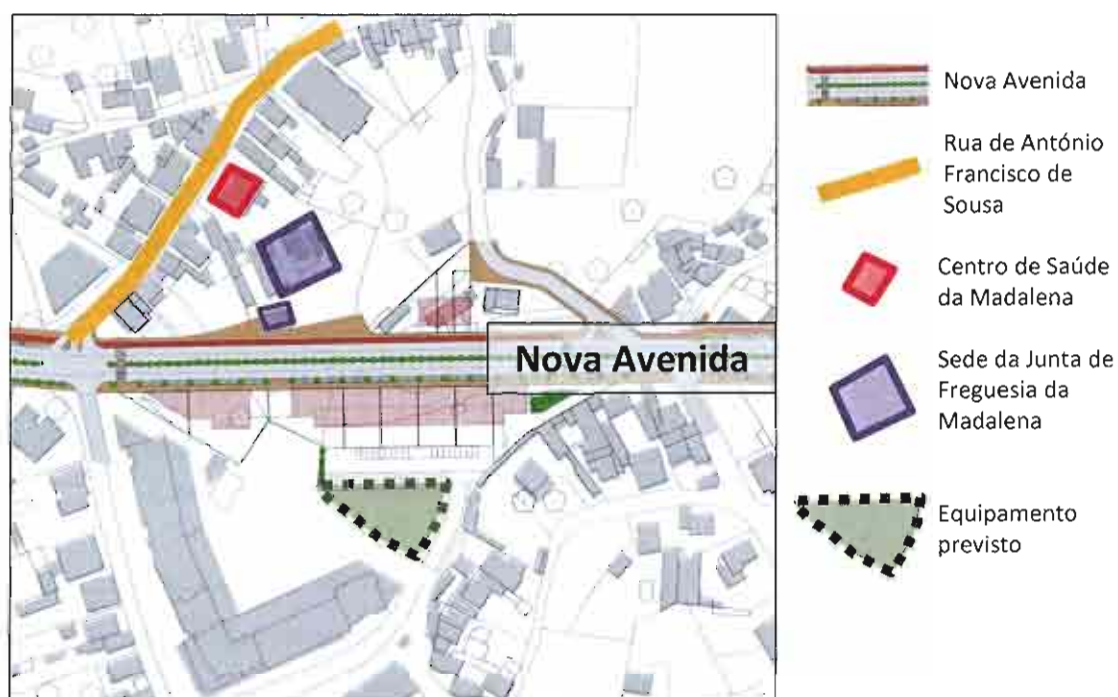 Nova Avenida
Nova Avenida
Rua de António
Francisco de
Sousa
Centro de Saúde
da Madalena
Sede da Junta de
Freguesia da
Madalena
Equipamento
previsto